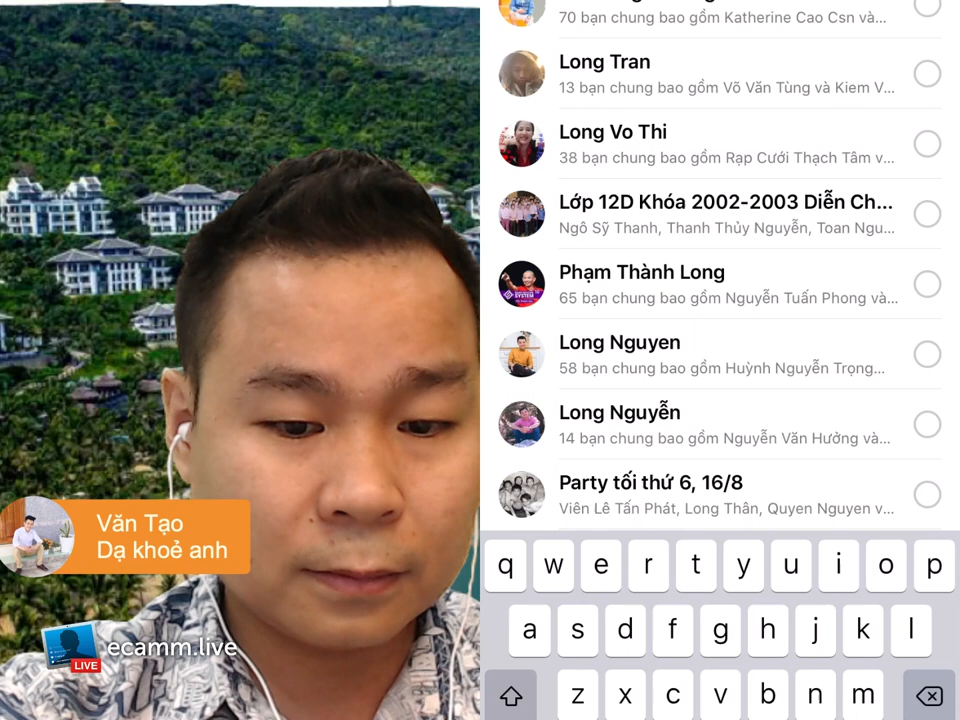 Văn Tạo
Dạ khoẻ anh
LIVE
ecamm.live
70 bạn chung bao gồm Katherine Cao Csn và...
Long Tran
13 bạn chung bao gồm Võ Văn Tùng và Kiem V...
Long Vo Thi
38 bạn chung bao gồm Rạp Cưới Thạch Tâm v...
Lớp 12D Khóa 2002-2003 Diễn Ch...
Ngô Sỹ Thanh, Thanh Thủy Nguyễn, Toan Ngu...
Phạm Thành Long
SYSTEM
65 bạn chung bao gồm Nguyễn Tuấn Phong và...
Long Nguyen
58 bạn chung bao gồm Huỳnh Nguyễn Trọng...
Long Nguyễn
14 bạn chung bao gồm Nguyễn Văn Hưởng và...
Party tối thứ 6, 16/8
Viên Lê Tấn Phát, Long Thân, Quyen Nguyen v...
q w e r t y u i o p
a s d f g h j k l
z x c v b n m